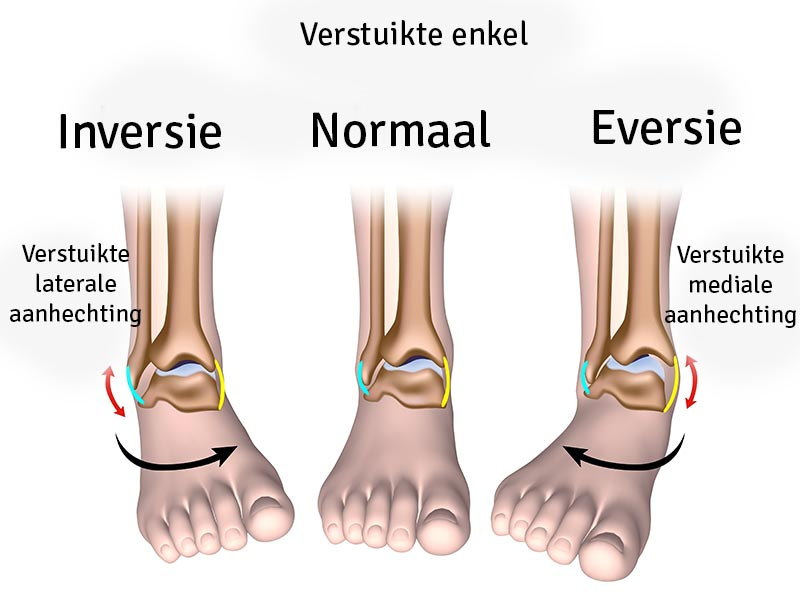 Verstuikte enkel
Inversie
Normaal
Eversie
Verstuikte
laterale
aanhechting
Verstuikte
mediale
aanhechting